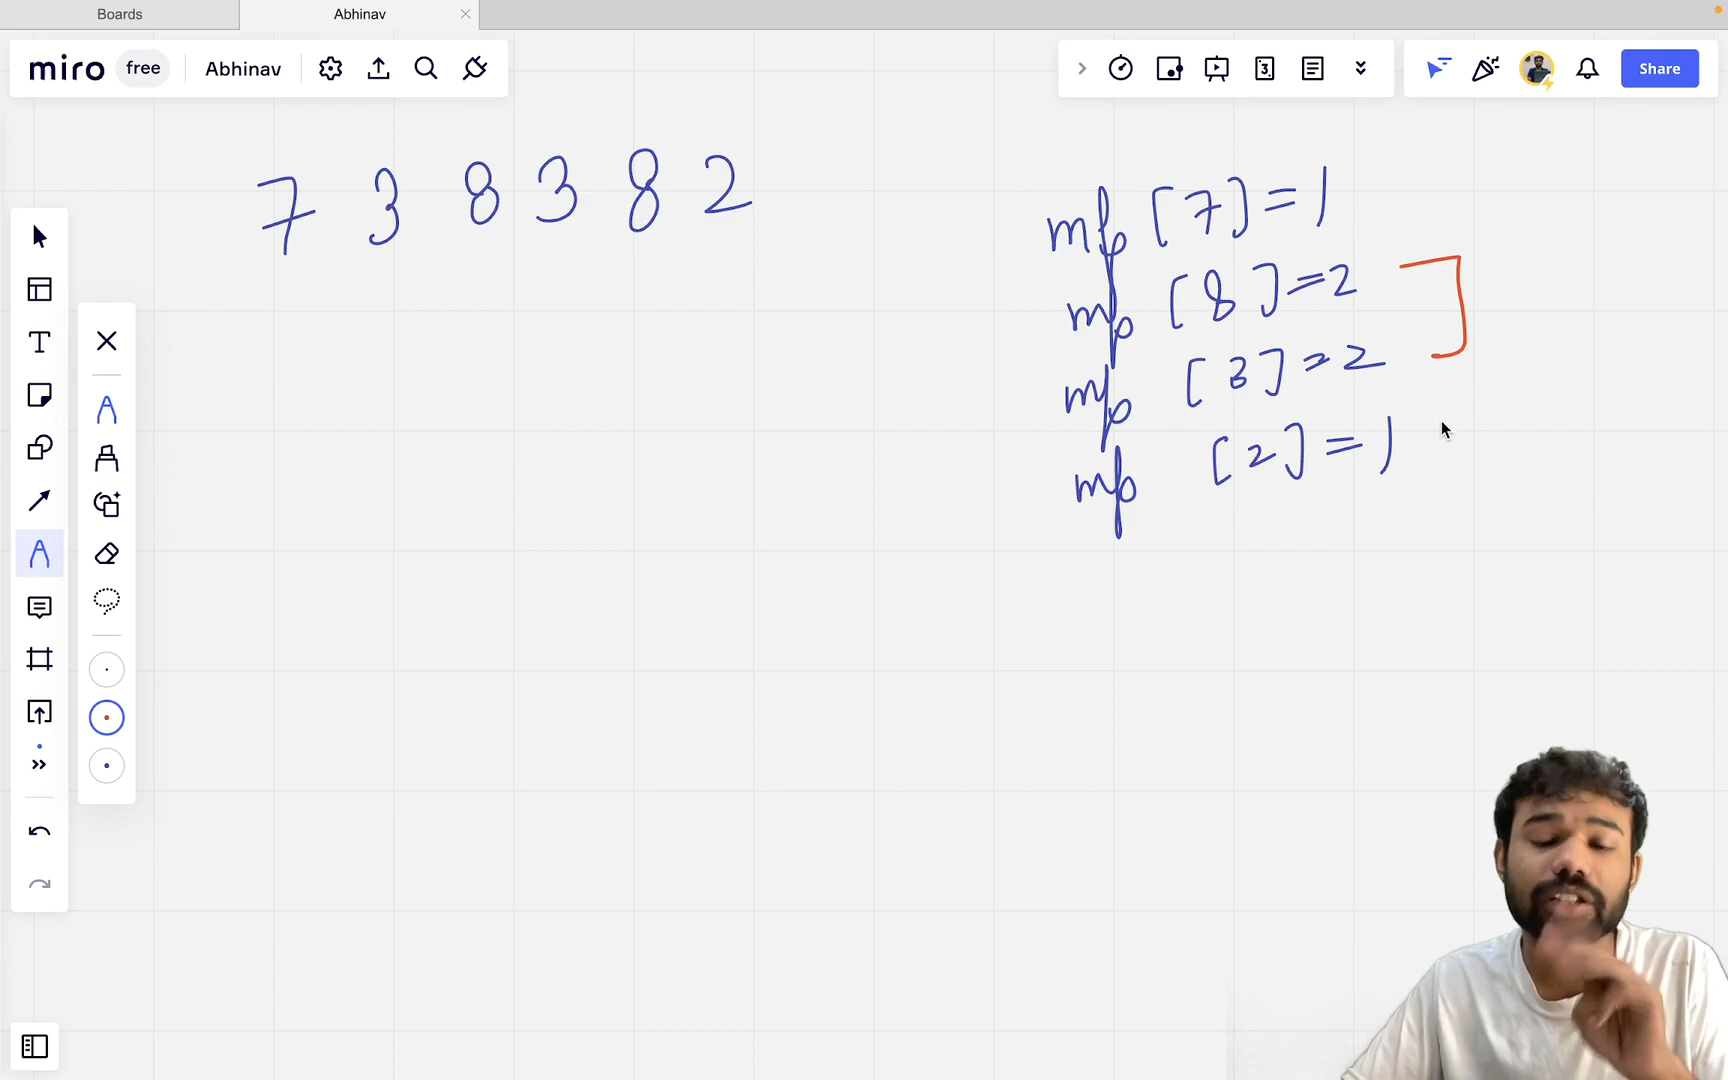 Boards
Abhinav
miro free Abhinav
3
Share
7 3 8 3 8 2
mp [7] = 1
mp [8] = 2
mp [3] = 2
mp [2] = 1
T